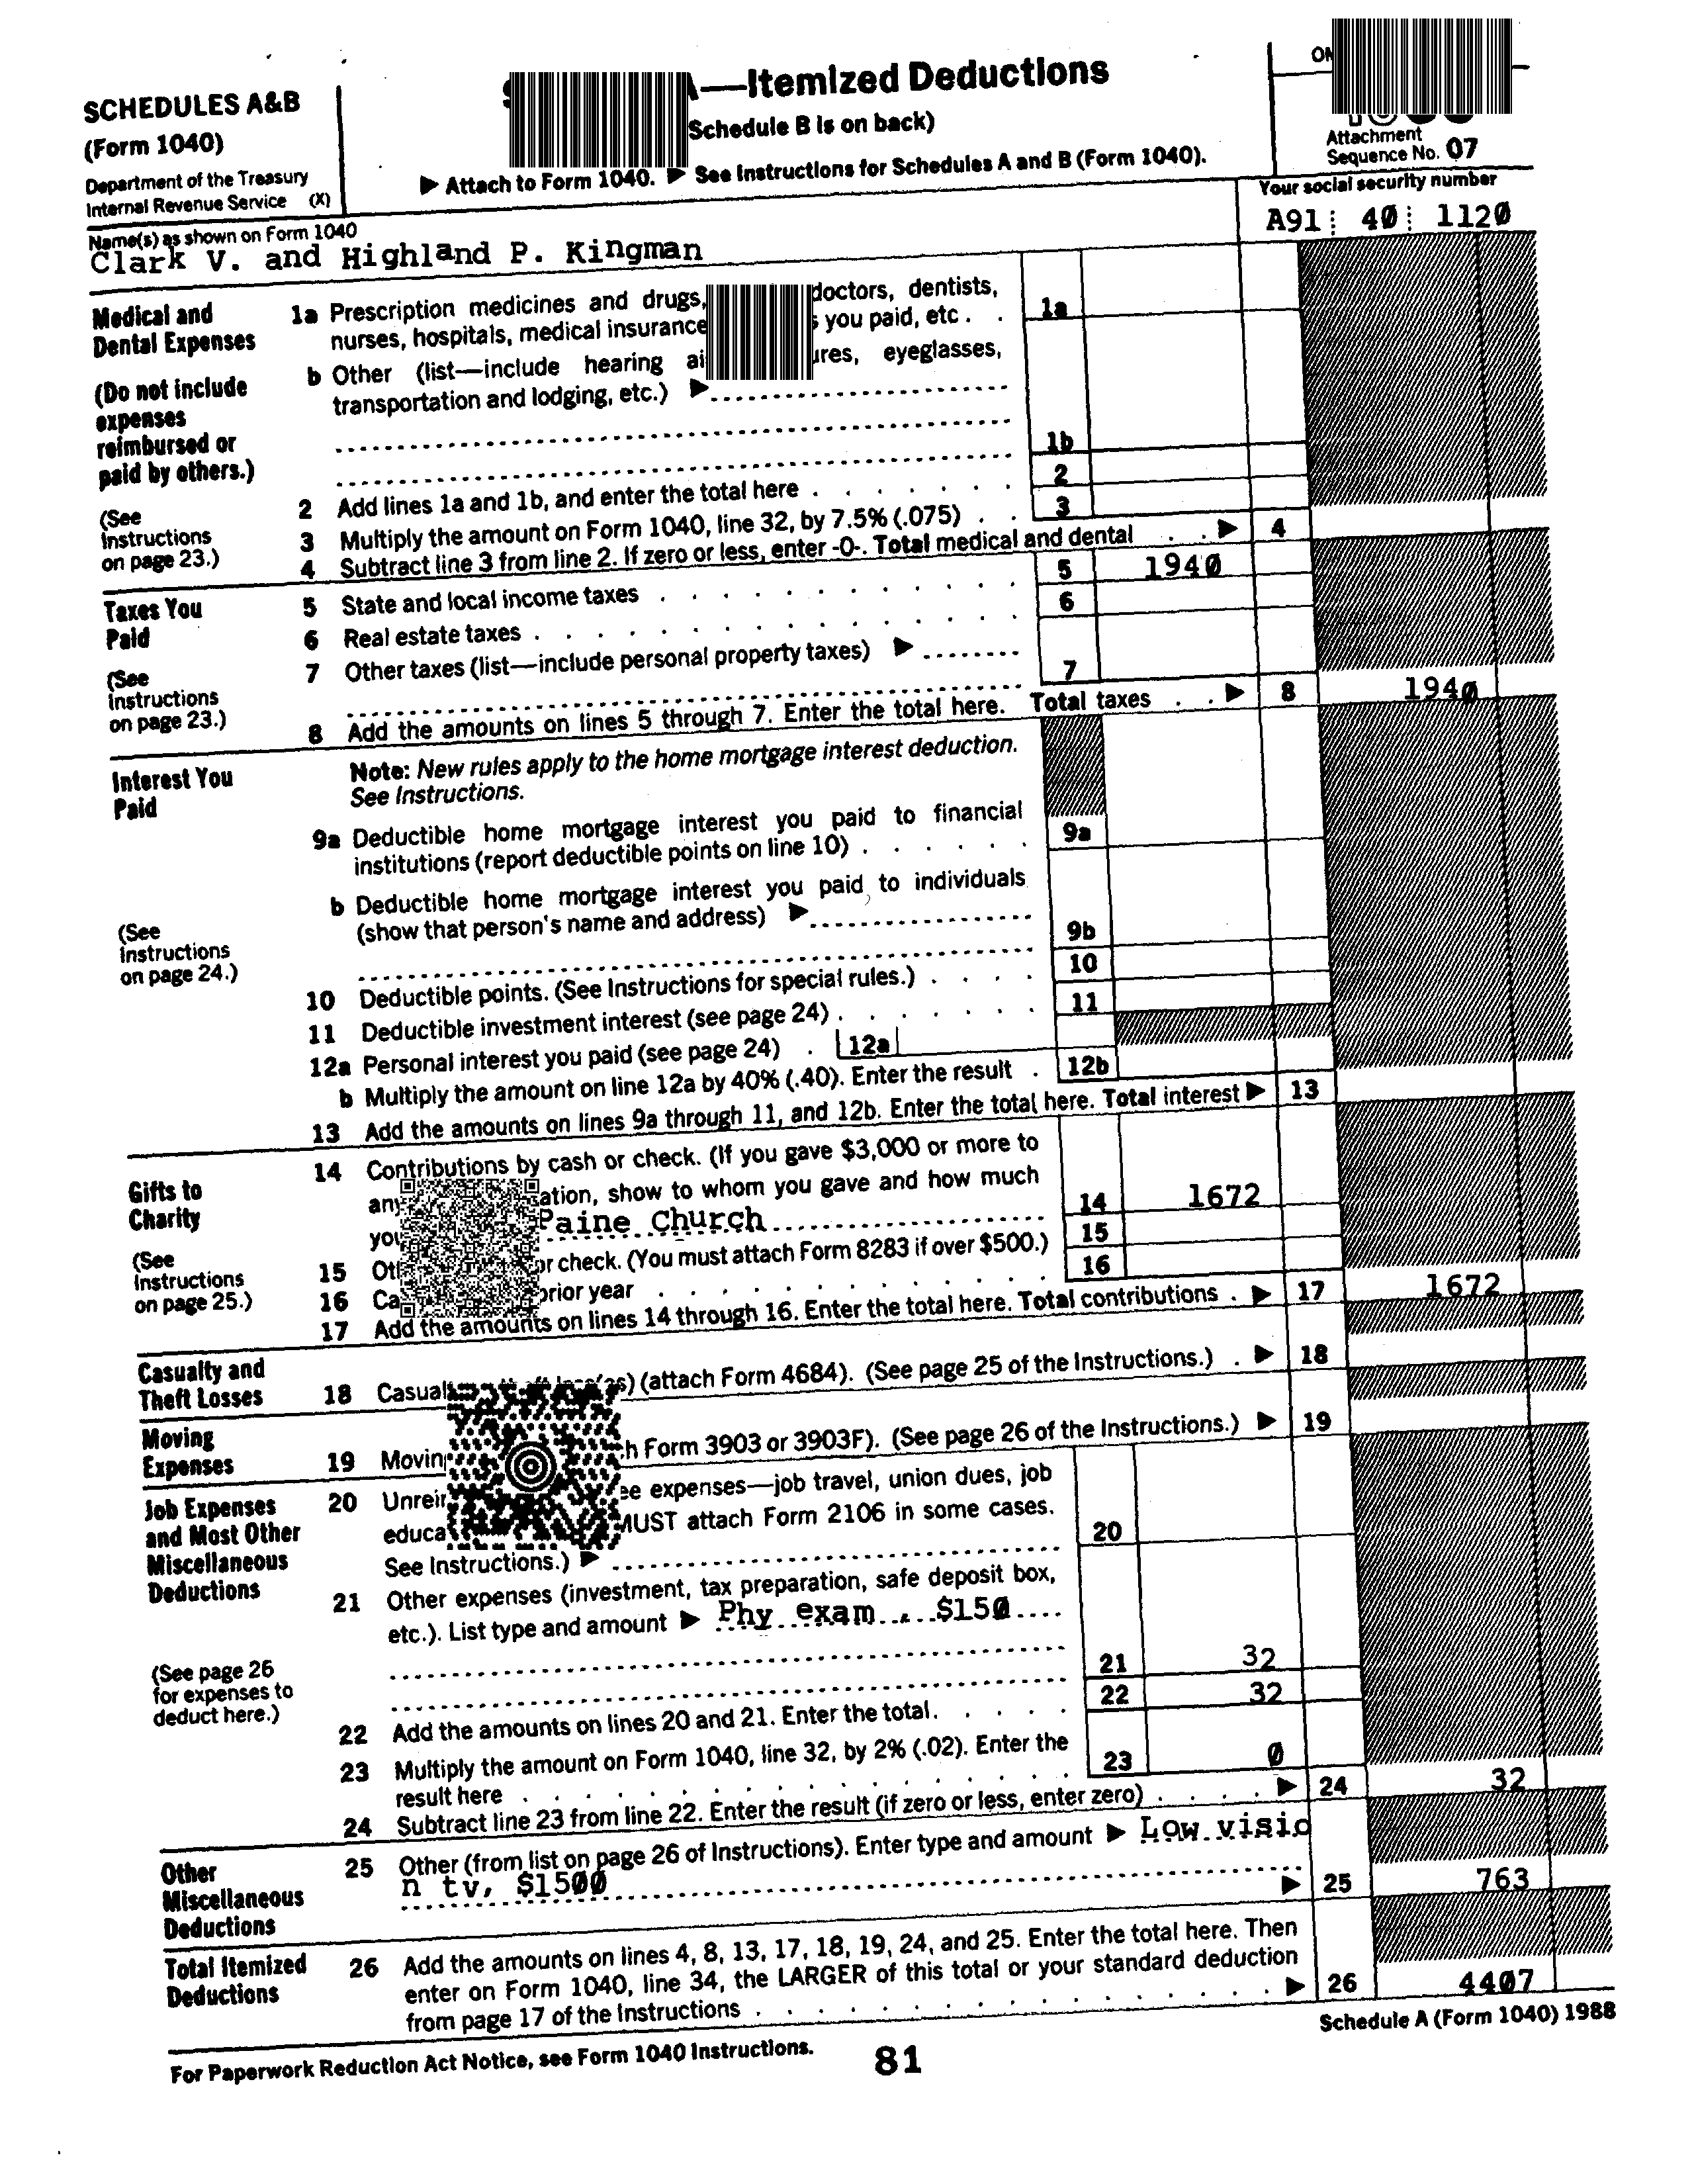 SCHEDULES A&B
(Form 1040)
Department of the Treasury
Internal Revenue Service (X)
—Itemized Deductions
Schedule B is on back)
▶ Attach to Form 1040. ▶ See Instructions for Schedules A and B (Form 1040).
Attachment
Sequence No. 07
Name(s) as shown on Form 1040
Clark V. and Highland P. Kingman
Your social security number
A91 40 1120
Medical and
Dental Expenses
(Do not include
expenses
reimbursed or
paid by others.)
(See
Instructions
on page 23.)
1a Prescription medicines and drugs, doctors, dentists,
nurses, hospitals, medical insurance you paid, etc . . 1a
b Other (list—include hearing eyeglasses,
transportation and lodging, etc.) ▶
1b
2 Add lines 1a and 1b, and enter the total here . . . . . . . 2
3 Multiply the amount on Form 1040, line 32, by 7.5% (.075) . . 3
4 Subtract line 3 from line 2. If zero or less, enter -0-. Total medical and dental . . ▶ 4
Taxes You
Paid
(See
Instructions
on page 23.)
5 State and local income taxes . . . . . . . . . . . 5 1940
6 Real estate taxes . . . . . . . . . . . . . . . 6
7 Other taxes (list—include personal property taxes) ▶
7
8 Add the amounts on lines 5 through 7. Enter the total here. Total taxes . . ▶ 8 1940
Interest You
Paid
(See
Instructions
on page 24.)
Note: New rules apply to the home mortgage interest deduction.
See Instructions.
9a Deductible home mortgage interest you paid to financial
institutions (report deductible points on line 10) . . . . . . 9a
b Deductible home mortgage interest you paid to individuals
(show that person's name and address) ▶
9b
10 Deductible points. (See Instructions for special rules.) . . . . 10
11 Deductible investment interest (see page 24) . . . . . . . 11
12a Personal interest you paid (see page 24) . 12a
b Multiply the amount on line 12a by 40% (.40). Enter the result . 12b
13 Add the amounts on lines 9a through 11, and 12b. Enter the total here. Total interest ▶ 13
Gifts to
Charity
(See
Instructions
on page 25.)
14 Contributions by cash or check. (If you gave $3,000 or more to
show to whom you gave and how much
Paine Church 14 1672
15 or check. (You must attach Form 8283 if over $500.) 15
16 prior year . . . . . . . . . . . 16
17 Add the amounts on lines 14 through 16. Enter the total here. Total contributions . ▶ 17 1672
Casualty and
Theft Losses
18 (attach Form 4684). (See page 25 of the Instructions.) . ▶ 18
Moving
Expenses
19 Form 3903 or 3903F). (See page 26 of the Instructions.) ▶ 19
Job Expenses
and Most Other
Miscellaneous
Deductions
(See page 26
for expenses to
deduct here.)
20 expenses—job travel, union dues, job
MUST attach Form 2106 in some cases.
See Instructions.) ▶ 20
21 Other expenses (investment, tax preparation, safe deposit box,
etc.). List type and amount ▶ Phy exam , $150
21 32
22 Add the amounts on lines 20 and 21. Enter the total. . . . . 22 32
23 Multiply the amount on Form 1040, line 32, by 2% (.02). Enter the
result here . . . . . . . . . . . . . . . 23 0
24 Subtract line 23 from line 22. Enter the result (if zero or less, enter zero) . . . . ▶ 24 32
Other
Miscellaneous
Deductions
25 Other (from list on page 26 of Instructions). Enter type and amount ▶ Low visio
n tv, $1500 ▶ 25 763
Total Itemized
Deductions
26 Add the amounts on lines 4, 8, 13, 17, 18, 19, 24, and 25. Enter the total here. Then
enter on Form 1040, line 34, the LARGER of this total or your standard deduction
from page 17 of the Instructions . . . . . . . . . . . . . . . ▶ 26 4407
For Paperwork Reduction Act Notice, see Form 1040 Instructions.
81
Schedule A (Form 1040) 1988